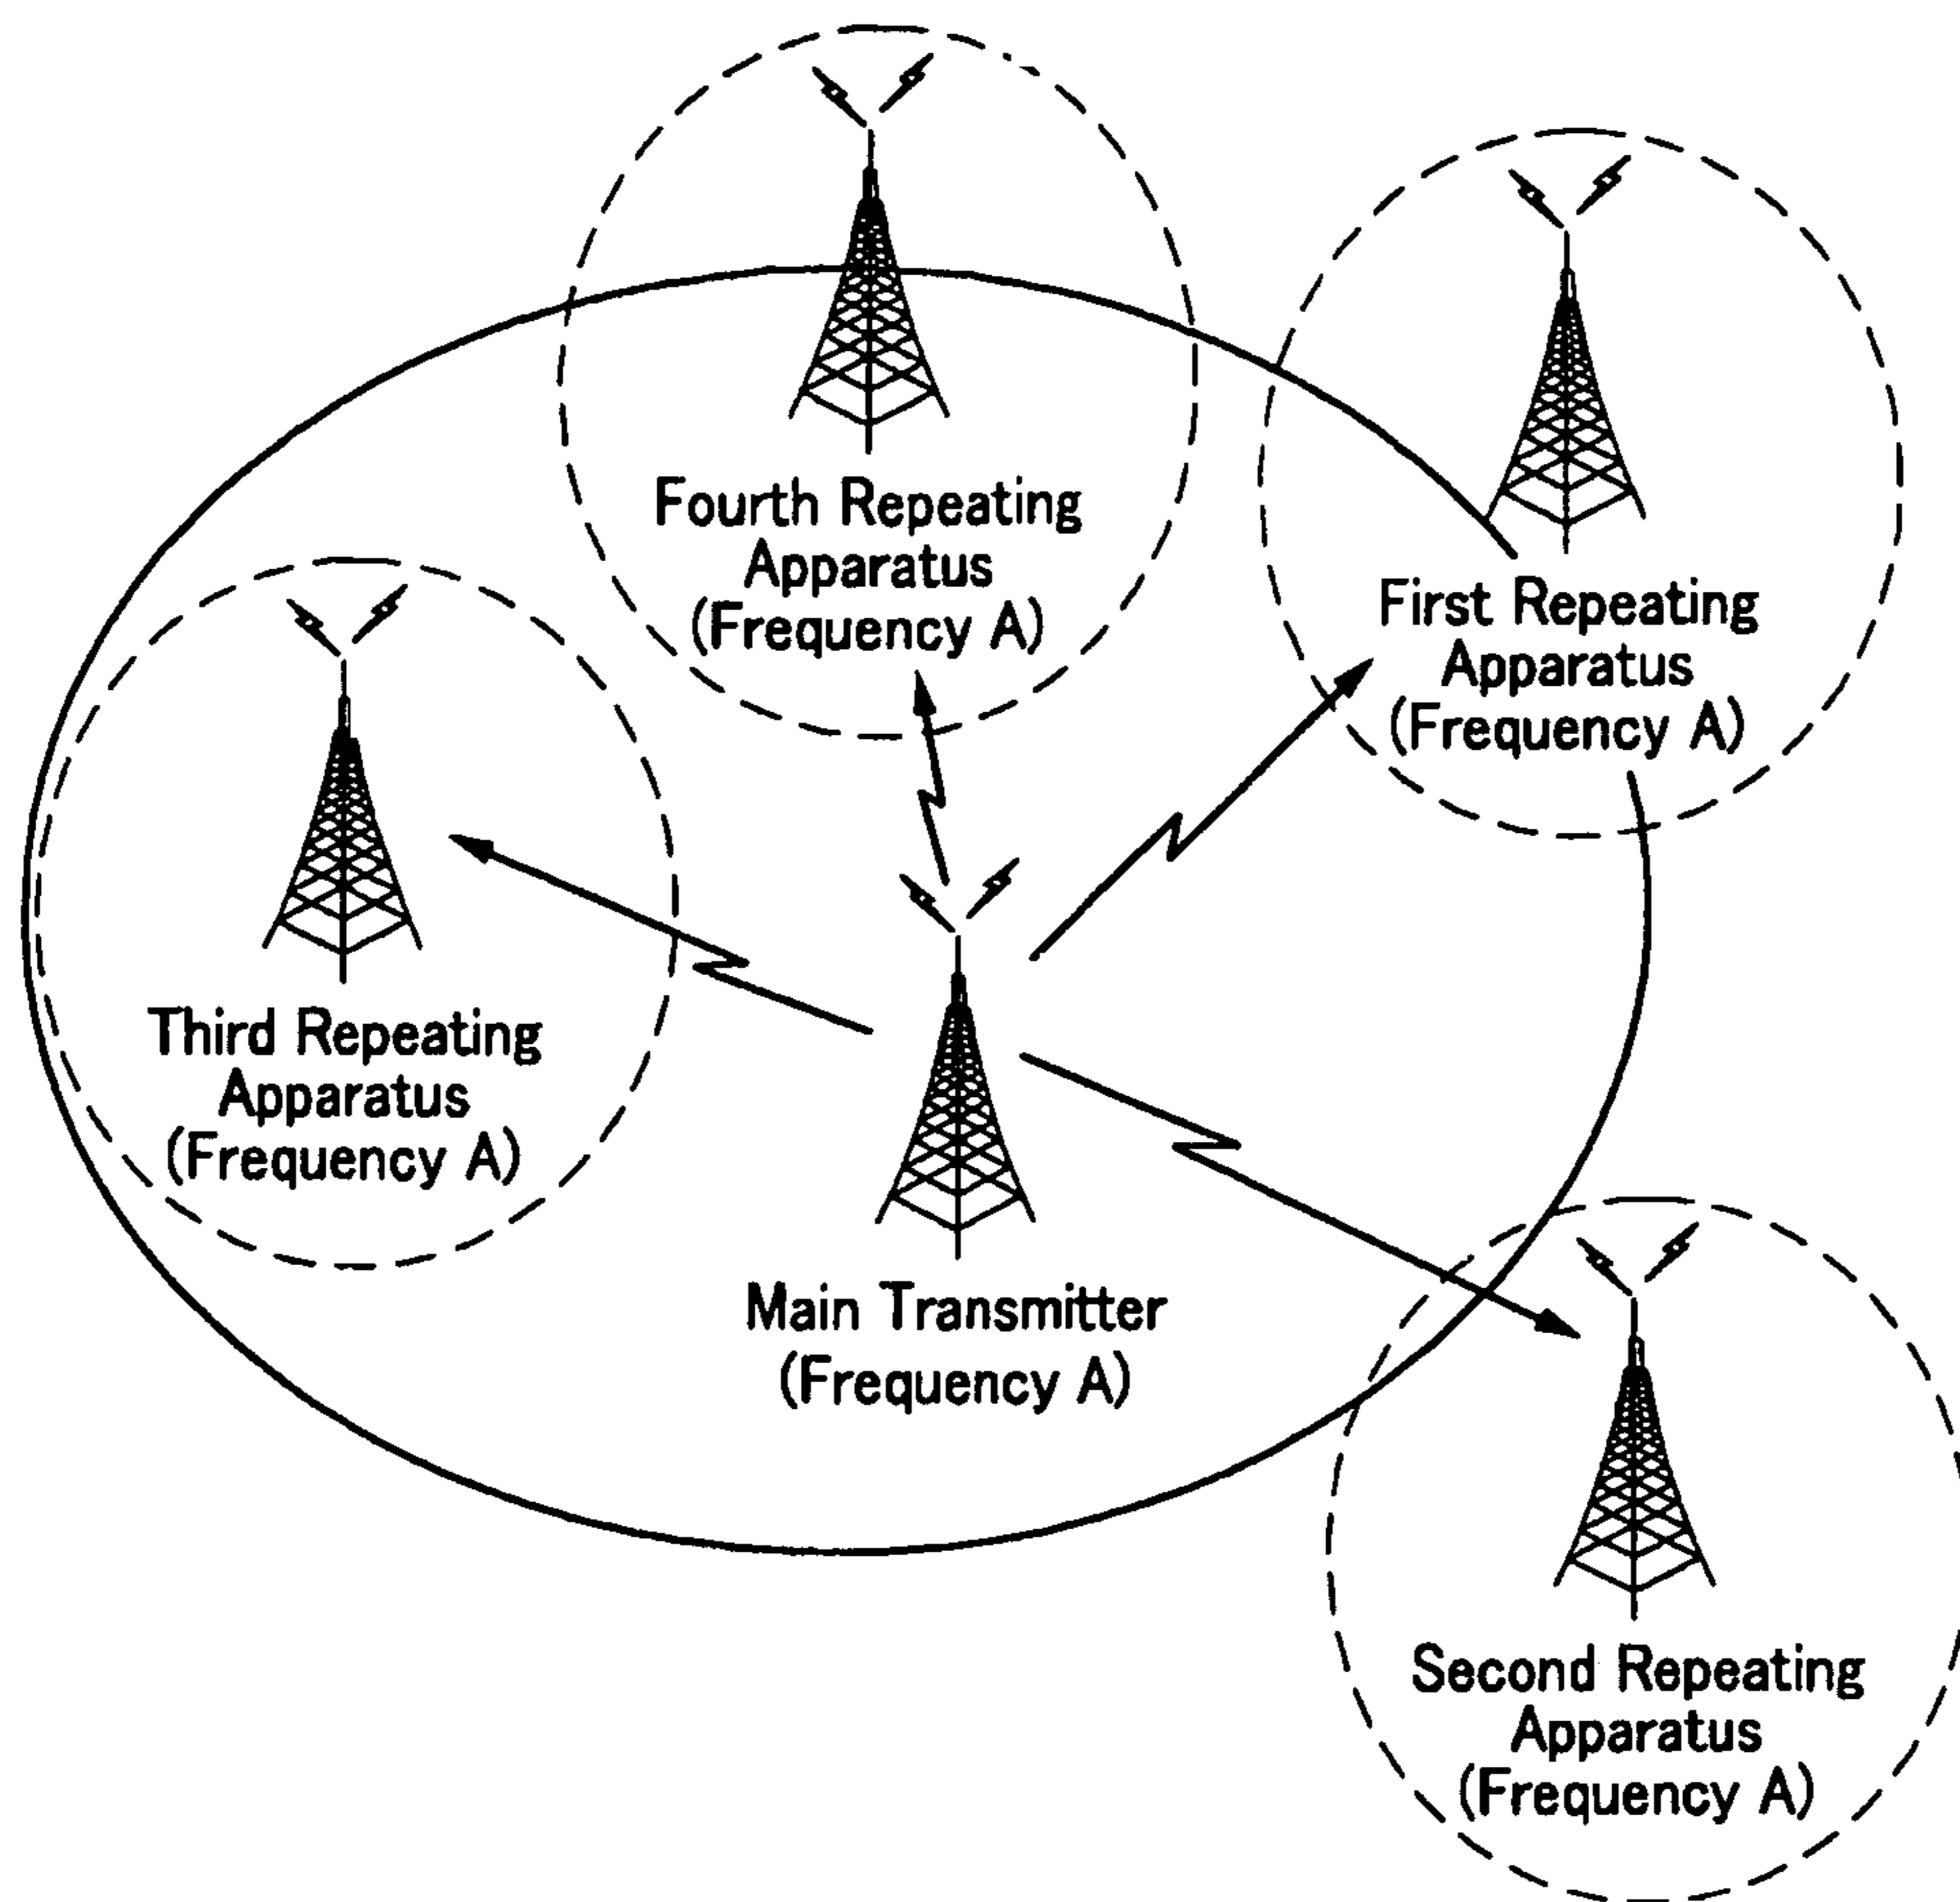 Fourth Repeating
Apparatus
(Frequency A)
First Repeating
Apparatus
(Frequency A)
Third Repeating
Apparatus
(Frequency A)
Main Transmitter
(Frequency A)
Second Repeating
Apparatus
(Frequency A)